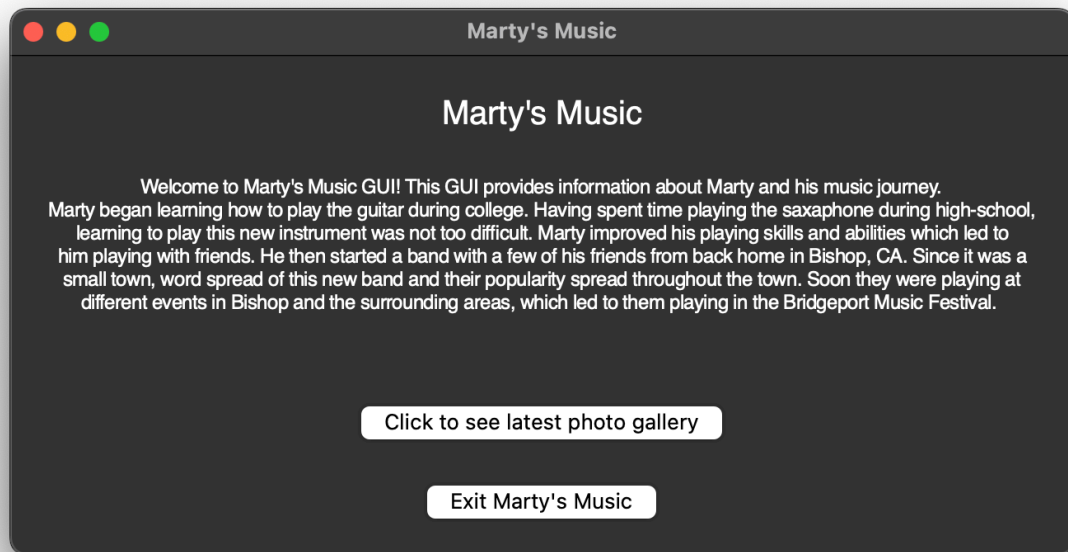 Marty's Music
Marty's Music
Welcome to Marty's Music GUI! This GUI provides information about Marty and his music journey.
Marty began learning how to play the guitar during college. Having spent time playing the saxaphone during high-school,
learning to play this new instrument was not too difficult. Marty improved his playing skills and abilities which led to
him playing with friends. He then started a band with a few of his friends from back home in Bishop, CA. Since it was a
small town, word spread of this new band and their popularity spread throughout the town. Soon they were playing at
different events in Bishop and the surrounding areas, which led to them playing in the Bridgeport Music Festival.
Click to see latest photo gallery
Exit Marty's Music